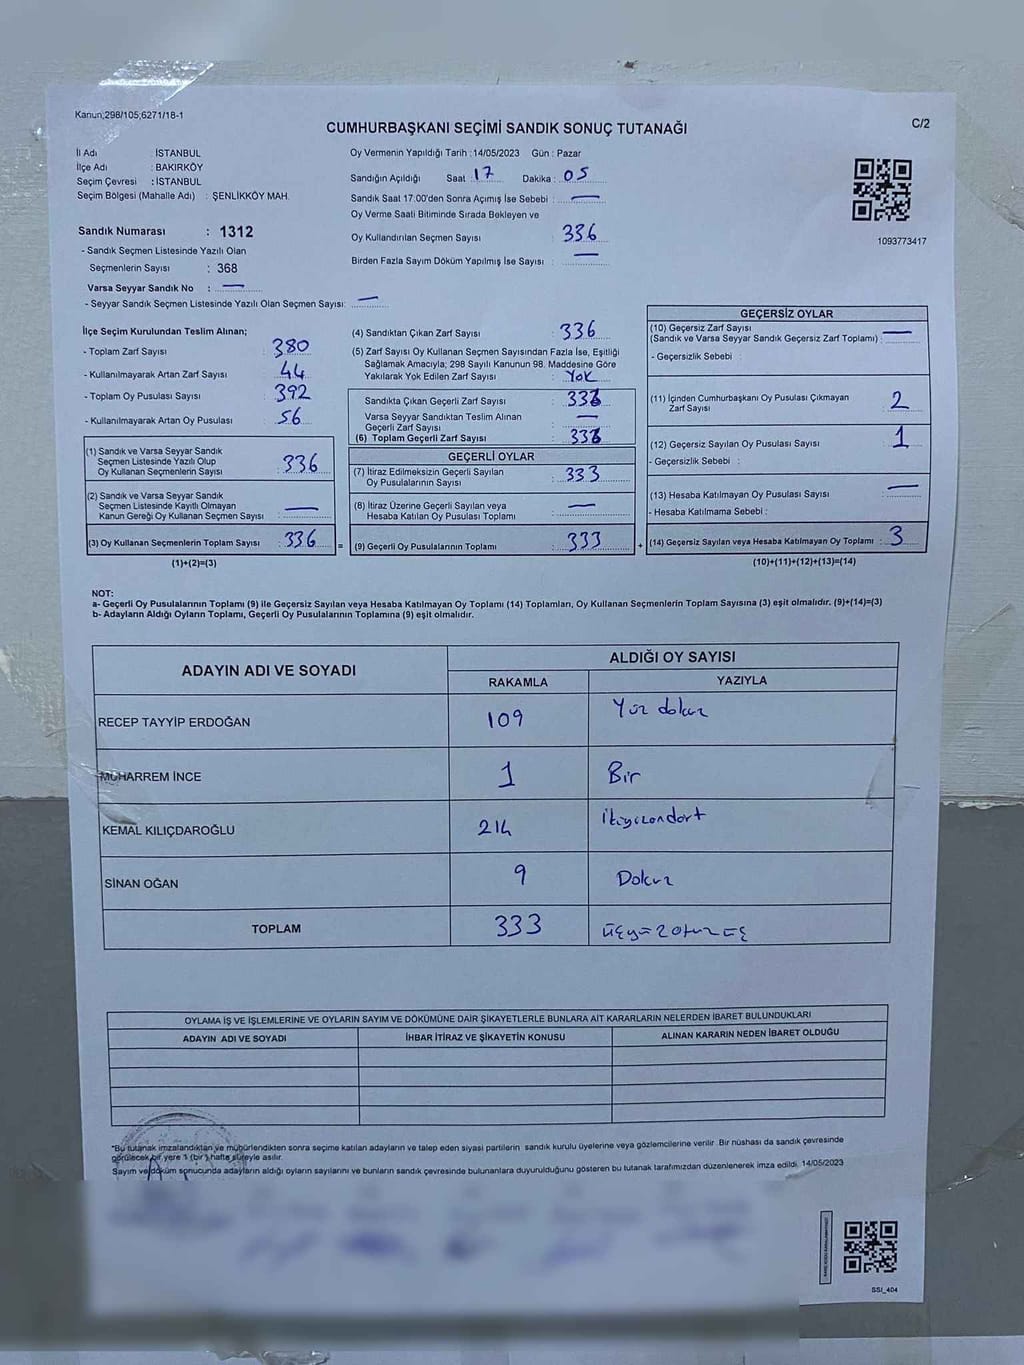 Kanun;298/105;6271/18-1
CUMHURBAŞKANI SEÇİMİ SANDIK SONUÇ TUTANAĞI
C/2
İl Adı İSTANBUL
İlçe Adı : BAKIRKÖY
Seçim Çevresi : İSTANBUL
Seçim Bölgesi (Mahalle Adı) : ŞENLİKKÖY MAH.
Sandık Numarası : 1312
- Sandık Seçmen Listesinde Yazılı Olan
Seçmenlerin Sayısı : 368
Varsa Seyyar Sandık No : —
- Seyyar Sandık Seçmen Listesinde Yazılı Olan Seçmen Sayısı: —
Oy Vermenin Yapıldığı Tarih : 14/05/2023 Gün : Pazar
Sandığın Açıldığı Saat : 17 Dakika : 05
Sandık Saat 17:00'den Sonra Açımış İse Sebebi : —
Oy Verme Saati Bitiminde Sırada Bekleyen ve
Oy Kullandırılan Seçmen Sayısı : 336
Birden Fazla Sayım Döküm Yapılmış İse Sayısı : —
1093773417
İlçe Seçim Kurulundan Teslim Alınan;
- Toplam Zarf Sayısı : 380
- Kullanılmayarak Artan Zarf Sayısı : 44
- Toplam Oy Pusulası Sayısı : 392
- Kullanılmayarak Artan Oy Pusulası : 56
(1) Sandık ve Varsa Seyyar Sandık
Seçmen Listesinde Yazılı Olup
Oy Kullanan Seçmenlerin Sayısı : 336
(2) Sandık ve Varsa Seyyar Sandık
Seçmen Listesinde Kayıtlı Olmayan
Kanun Gereği Oy Kullanan Seçmen Sayısı : —
(3) Oy Kullanan Seçmenlerin Toplam Sayısı : 336
(1)+(2)=(3)
(4) Sandıktan Çıkan Zarf Sayısı : 336
(5) Zarf Sayısı Oy Kullanan Seçmen Sayısından Fazla İse, Eşitliği
Sağlamak Amacıyla; 298 Sayılı Kanunun 98. Maddesine Göre
Yakılarak Yok Edilen Zarf Sayısı : Yok
Sandıkta Çıkan Geçerli Zarf Sayısı :
Varsa Seyyar Sandıktan Teslim Alınan
Geçerli Zarf Sayısı : —
(6) Toplam Geçerli Zarf Sayısı :
GEÇERLİ OYLAR
(7) İtiraz Edilmeksizin Geçerli Sayılan
Oy Pusulalarının Sayısı : 333
(8) İtiraz Üzerine Geçerli Sayılan veya
Hesaba Katılan Oy Pusulası Toplamı : —
= (9) Geçerli Oy Pusulalarının Toplamı : 333 +
GEÇERSİZ OYLAR
(10) Geçersiz Zarf Sayısı
(Sandık ve Varsa Seyyar Sandık Geçersiz Zarf Toplamı) : —
- Geçersizlik Sebebi :
(11) İçinden Cumhurbaşkanı Oy Pusulası Çıkmayan
Zarf Sayısı : 2
(12) Geçersiz Sayılan Oy Pusulası Sayısı : 1
- Geçersizlik Sebebi :
(13) Hesaba Katılmayan Oy Pusulası Sayısı : —
- Hesaba Katılmama Sebebi :
(14) Geçersiz Sayılan veya Hesaba Katılmayan Oy Toplamı : 3
(10)+(11)+(12)+(13)=(14)
NOT:
a- Geçerli Oy Pusulalarının Toplamı (9) ile Geçersiz Sayılan veya Hesaba Katılmayan Oy Toplamı (14) Toplamları, Oy Kullanan Seçmenlerin Toplam Sayısına (3) eşit olmalıdır. (9)+(14)=(3)
b- Adayların Aldığı Oyların Toplamı, Geçerli Oy Pusulalarının Toplamına (9) eşit olmalıdır.
ADAYIN ADI VE SOYADI ALDIĞI OY SAYISI
RAKAMLA YAZIYLA
RECEP TAYYİP ERDOĞAN 109 Yüz dokuz
MUHARREM İNCE 1 Bir
KEMAL KILIÇDAROĞLU 214 İkiyüzondört
SİNAN OĞAN 9 Dokuz
TOPLAM 333 üçyüzotuzüç
OYLAMA İŞ VE İŞLEMLERİNE VE OYLARIN SAYIM VE DÖKÜMÜNE DAİR ŞİKAYETLERLE BUNLARA AİT KARARLARIN NELERDEN İBARET BULUNDUKLARI
ADAYIN ADI VE SOYADI İHBAR İTİRAZ VE ŞİKAYETİN KONUSU ALINAN KARARIN NEDEN İBARET OLDUĞU
*Bu tutanak imzalandıktan ve mühürlendikten sonra seçime katılan adayların ve talep eden siyasi partilerin sandık kurulu üyelerine veya gözlemcilerine verilir. Bir nüshası da sandık çevresinde
görülecek bir yere 1 (bir) hafta süreyle asılır.
Sayım ve döküm sonucunda adayların aldığı oyların sayılarını ve bunların sandık çevresinde bulunanlara duyurulduğunu gösteren bu tutanak tarafımızdan düzenlenerek imza edildi. 14/05/2023
SSI_404